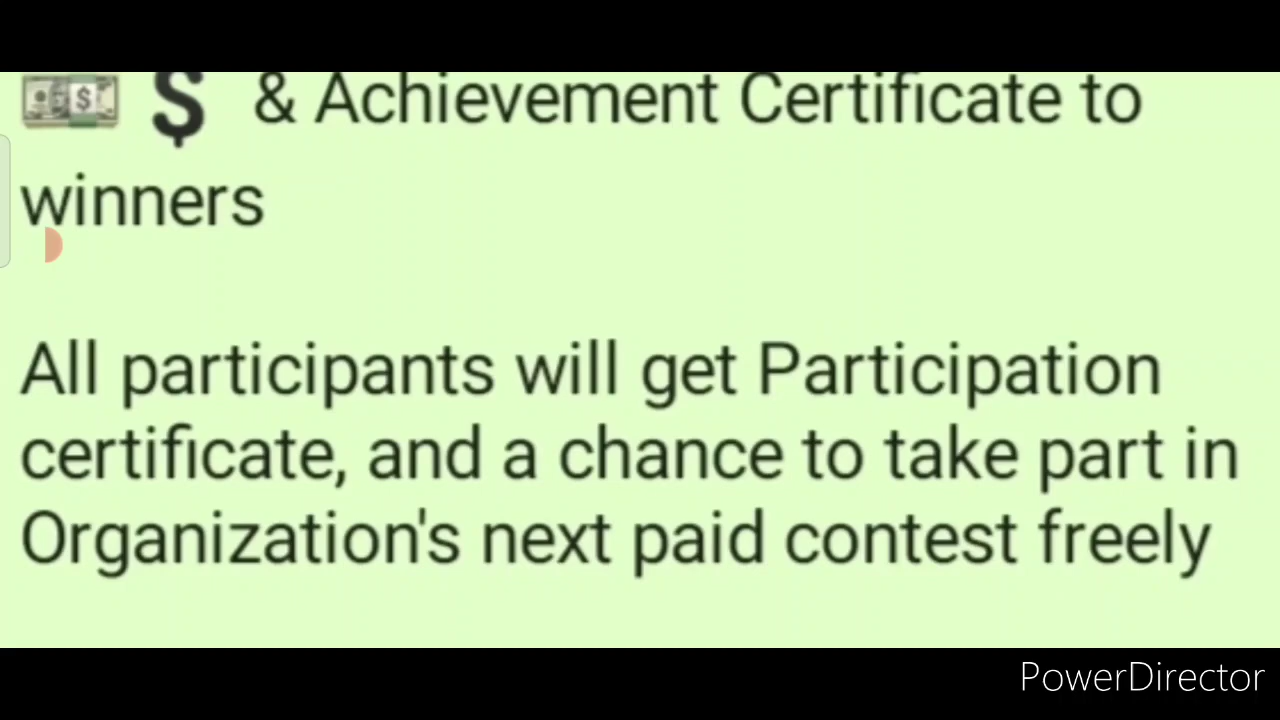 💵 $ & Achievement Certificate to
winners
All participants will get Participation
certificate, and a chance to take part in
Organization's next paid contest freely
PowerDirector